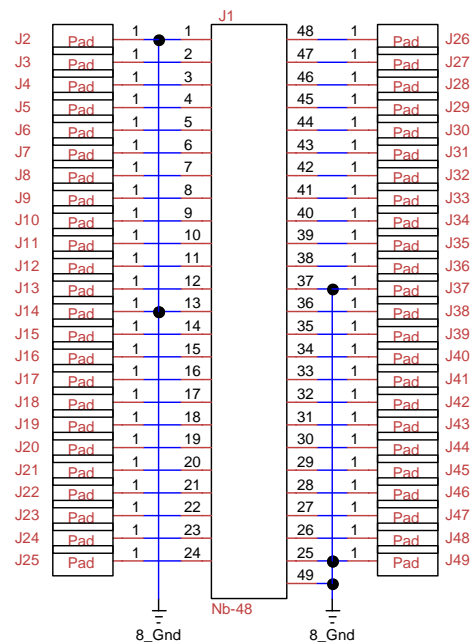 J1
J2 Pad 1 1 48 1 Pad J26
J3 Pad 1 2 47 1 Pad J27
J4 Pad 1 3 46 1 Pad J28
J5 Pad 1 4 45 1 Pad J29
J6 Pad 1 5 44 1 Pad J30
J7 Pad 1 6 43 1 Pad J31
J8 Pad 1 7 42 1 Pad J32
J9 Pad 1 8 41 1 Pad J33
J10 Pad 1 9 40 1 Pad J34
J11 Pad 1 10 39 1 Pad J35
J12 Pad 1 11 38 1 Pad J36
J13 Pad 1 12 37 1 Pad J37
J14 Pad 1 13 36 1 Pad J38
J15 Pad 1 14 35 1 Pad J39
J16 Pad 1 15 34 1 Pad J40
J17 Pad 1 16 33 1 Pad J41
J18 Pad 1 17 32 1 Pad J42
J19 Pad 1 18 31 1 Pad J43
J20 Pad 1 19 30 1 Pad J44
J21 Pad 1 20 29 1 Pad J45
J22 Pad 1 21 28 1 Pad J46
J23 Pad 1 22 27 1 Pad J47
J24 Pad 1 23 26 1 Pad J48
J25 Pad 1 24 25 1 Pad J49
49
Nb-48
8_Gnd 8_Gnd